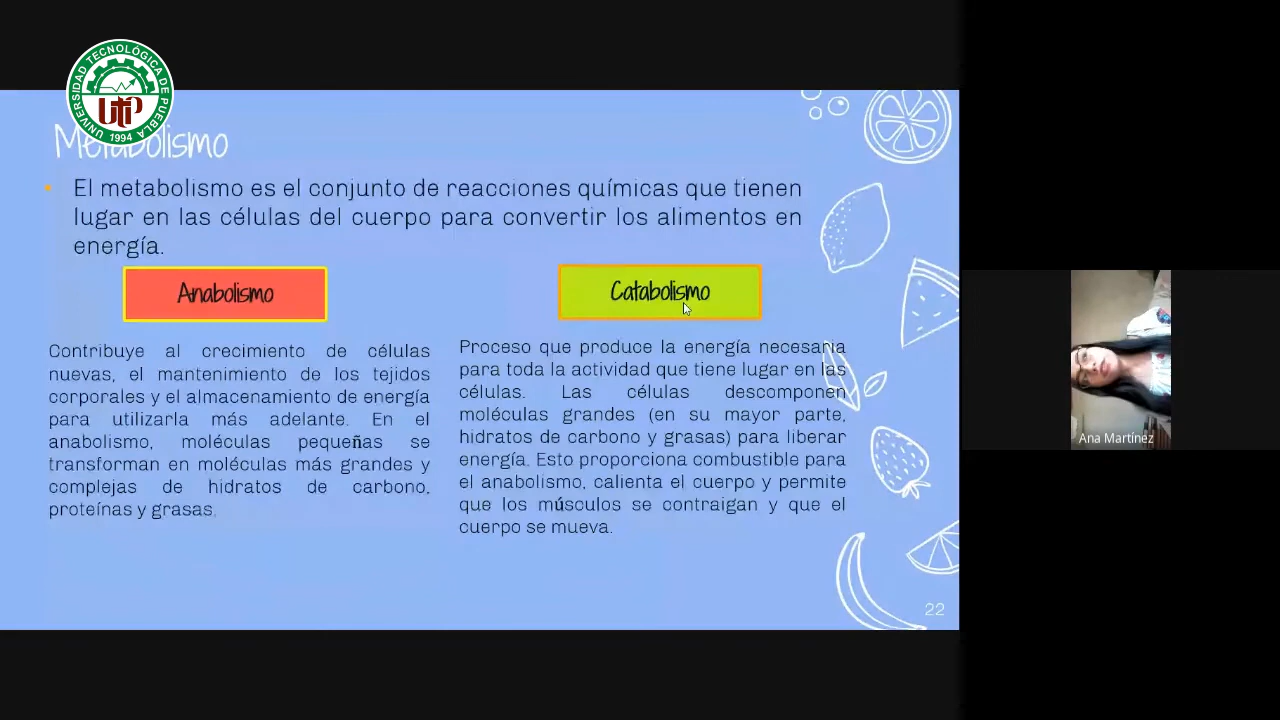 UNIVERSIDAD TECNOLÓGICA DE PUEBLA
UTP
1994
Metabolismo
El metabolismo es el conjunto de reacciones químicas que tienen
lugar en las células del cuerpo para convertir los alimentos en
energía.
Anabolismo
Contribuye al crecimiento de células
nuevas, el mantenimiento de los tejidos
corporales y el almacenamiento de energía
para utilizarla más adelante. En el
anabolismo, moléculas pequeñas se
transforman en moléculas más grandes y
complejas de hidratos de carbono,
proteínas y grasas.
Catabolismo
Proceso que produce la energía necesaria
para toda la actividad que tiene lugar en las
células. Las células descomponen
moléculas grandes (en su mayor parte,
hidratos de carbono y grasas) para liberar
energía. Esto proporciona combustible para
el anabolismo, calienta el cuerpo y permite
que los músculos se contraigan y que el
cuerpo se mueva.
22
Ana Martínez